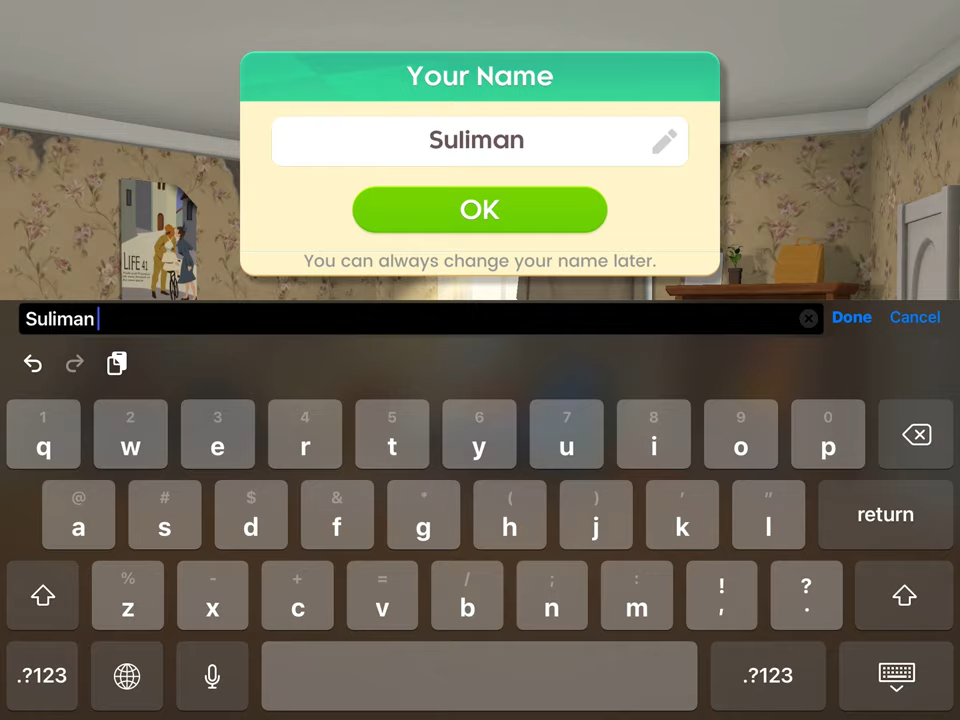 Your Name
Suliman
OK
You can always change your name later.
LIFE 41
Suliman
Done Cancel
1 2 3 4 5 6 7 8 9 0
q w e r t y u i o p
@ # $ & * ( ) ' "
a s d f g h j k l return
% - + = / ; : ! ?
z x c v b n m , .
.?123 .?123